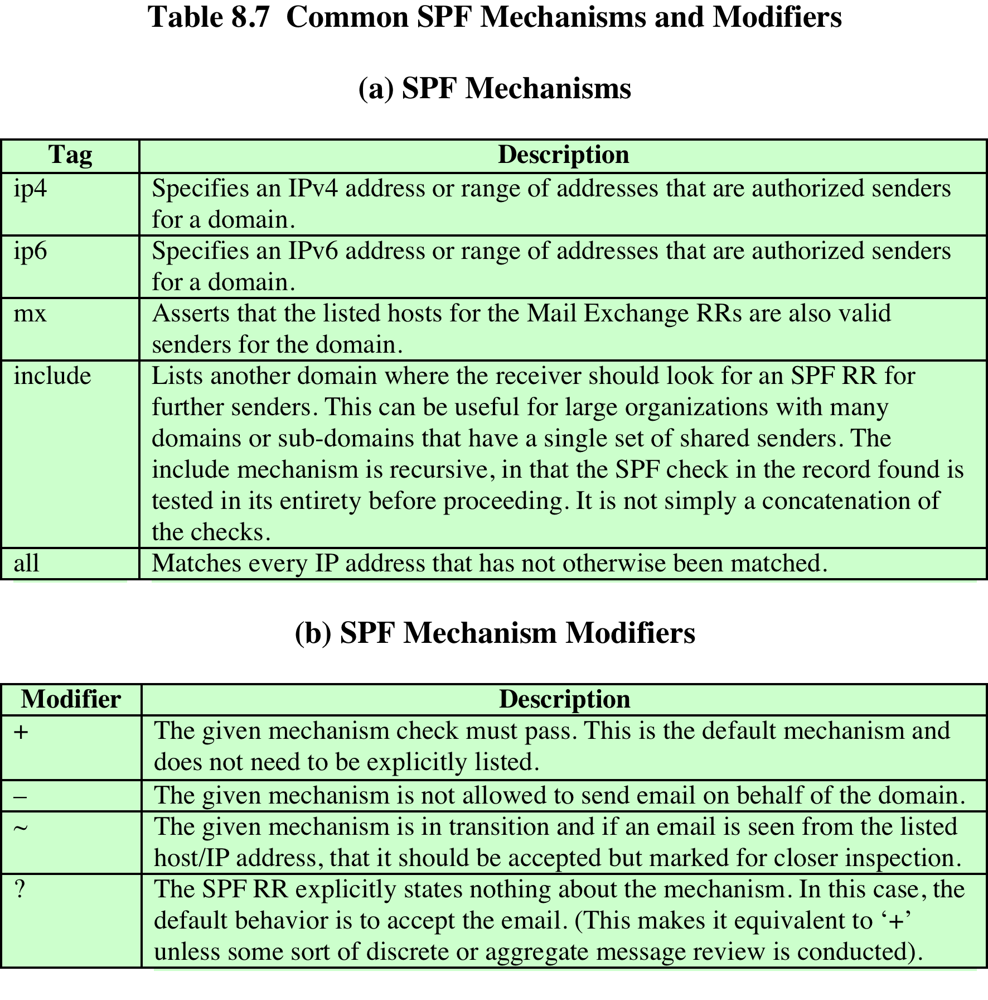 Table 8.7  Common SPF Mechanisms and Modifiers
(a) SPF Mechanisms
Tag Description
ip4 Specifies an IPv4 address or range of addresses that are authorized senders
for a domain.
ip6 Specifies an IPv6 address or range of addresses that are authorized senders
for a domain.
mx Asserts that the listed hosts for the Mail Exchange RRs are also valid
senders for the domain.
include Lists another domain where the receiver should look for an SPF RR for
further senders. This can be useful for large organizations with many
domains or sub-domains that have a single set of shared senders. The
include mechanism is recursive, in that the SPF check in the record found is
tested in its entirety before proceeding. It is not simply a concatenation of
the checks.
all Matches every IP address that has not otherwise been matched.
(b) SPF Mechanism Modifiers
Modifier Description
+ The given mechanism check must pass. This is the default mechanism and
does not need to be explicitly listed.
– The given mechanism is not allowed to send email on behalf of the domain.
~ The given mechanism is in transition and if an email is seen from the listed
host/IP address, that it should be accepted but marked for closer inspection.
? The SPF RR explicitly states nothing about the mechanism. In this case, the
default behavior is to accept the email. (This makes it equivalent to ‘+’
unless some sort of discrete or aggregate message review is conducted).